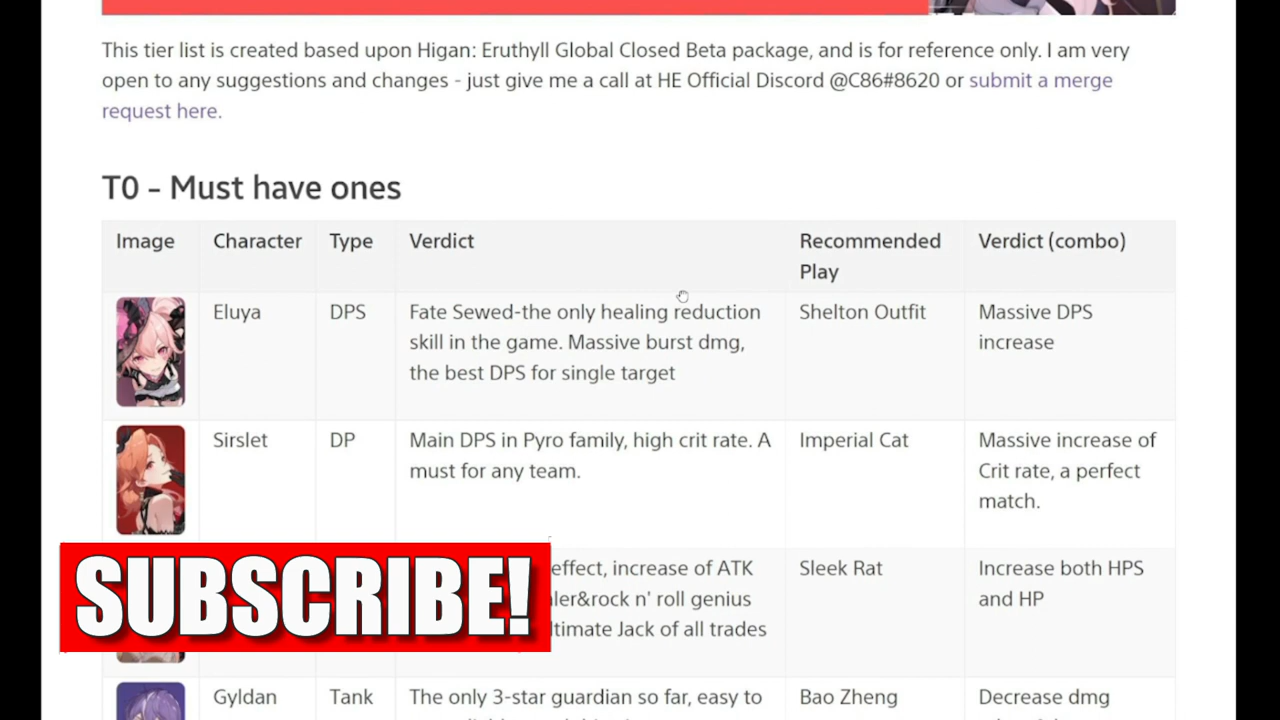 This tier list is created based upon Higan: Eruthyll Global Closed Beta package, and is for reference only. I am very
open to any suggestions and changes - just give me a call at HE Official Discord @C86#8620 or submit a merge
request here.
T0 - Must have ones
Image Character Type Verdict Recommended Play Verdict (combo)
Eluya DPS Fate Sewed-the only healing reduction Shelton Outfit Massive DPS
skill in the game. Massive burst dmg, increase
the best DPS for single target
Sirslet DP Main DPS in Pyro family, high crit rate. A Imperial Cat Massive increase of
must for any team. Crit rate, a perfect
match.
effect, increase of ATK Sleek Rat Increase both HPS
ler&rock n' roll genius and HP
ltimate Jack of all trades
SUBSCRIBE!
Gyldan Tank The only 3-star guardian so far, easy to Bao Zheng Decrease dmg